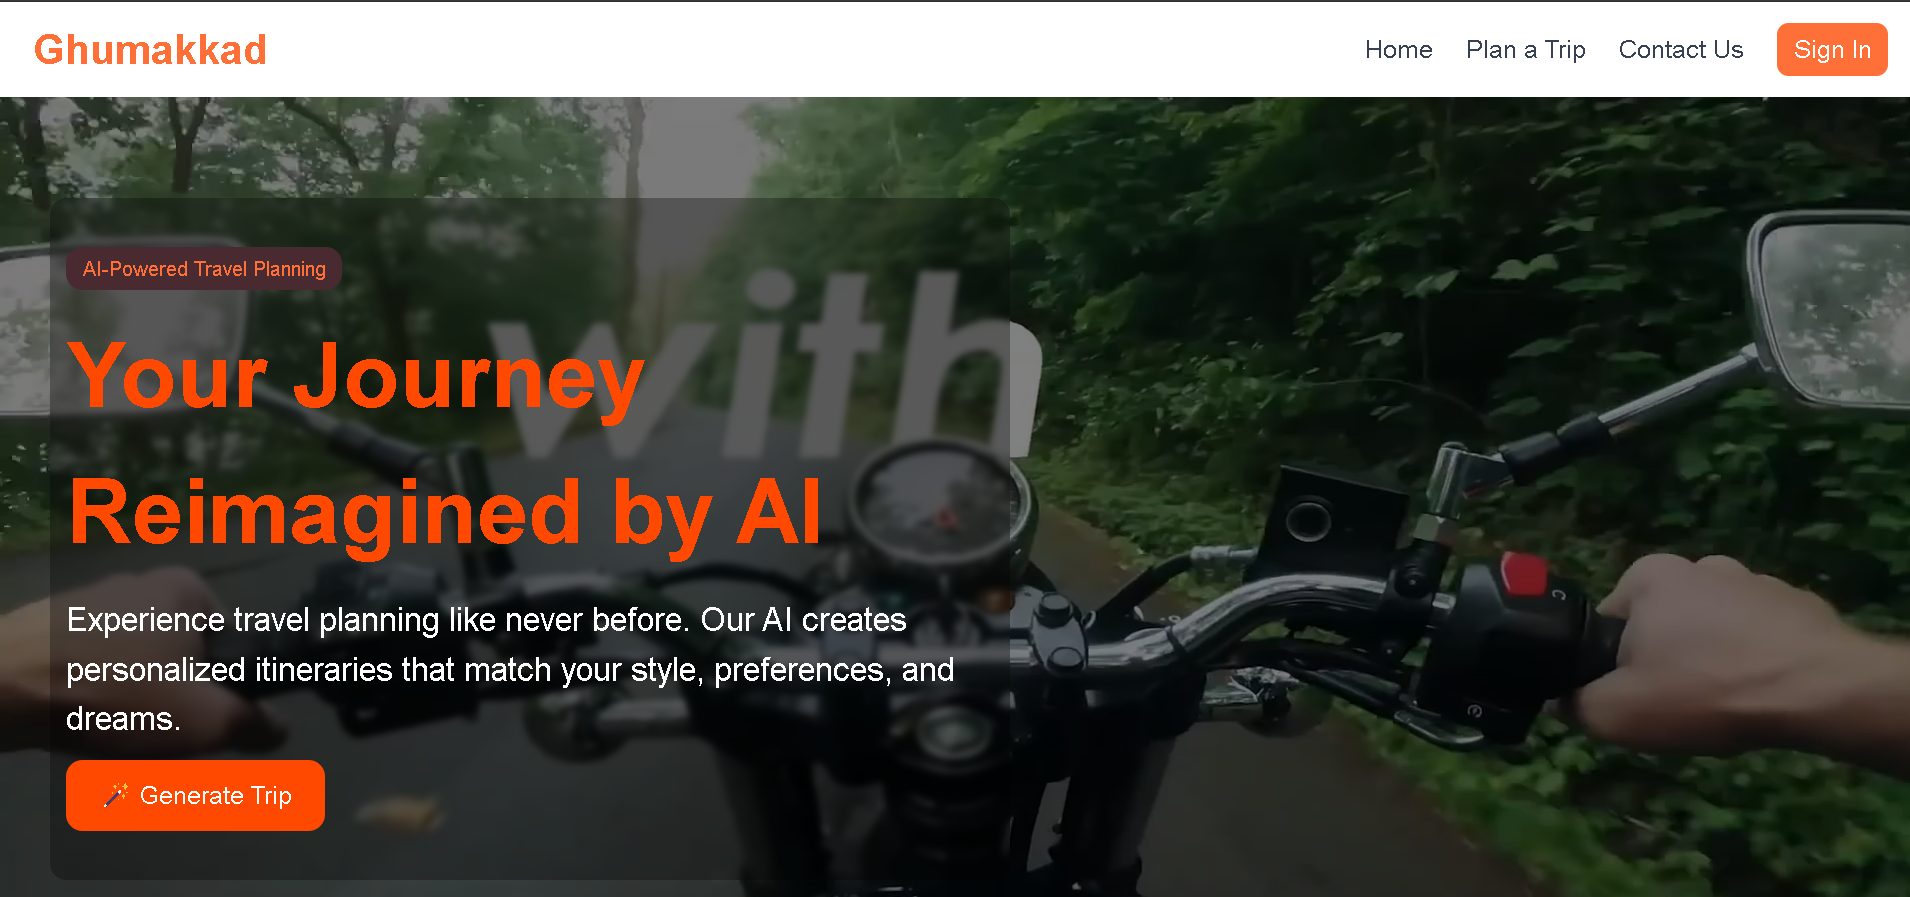 Ghumakkad
Home Plan a Trip Contact Us Sign In
AI-Powered Travel Planning
with
Your Journey
Reimagined by AI
Experience travel planning like never before. Our AI creates
personalized itineraries that match your style, preferences, and
dreams.
🪄 Generate Trip